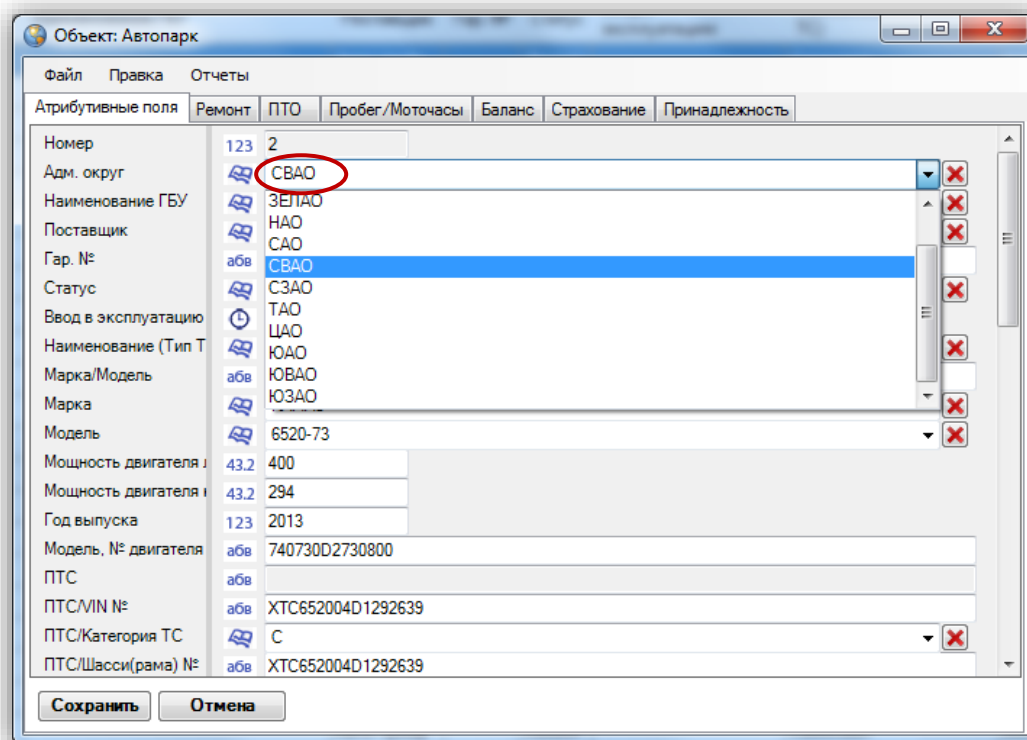 Объект: Автопарк
Файл Правка Отчеты
Атрибутивные поля Ремонт ПТО Пробег/Моточасы Баланс Страхование Принадлежность
Номер 123 2
Адм. округ СВАО
Наименование ГБУ ЗЕЛАО
НАО
Поставщик
САО
Гар. № абв СВАО
Статус СЗАО
ТАО
Ввод в эксплуатацию
ЦАО
Наименование (Тип Т ЮАО
Марка/Модель абв ЮВАО
Марка ЮЗАО
Модель 6520-73
Мощность двигателя 43.2 400
Мощность двигателя 43.2 294
Год выпуска 123 2013
Модель, № двигателя абв 740730D2730800
ПТС абв
ПТС/VIN № абв XTC652004D1292639
ПТС/Категория ТС C
ПТС/Шасси(рама) № абв XTC652004D1292639
Сохранить Отмена